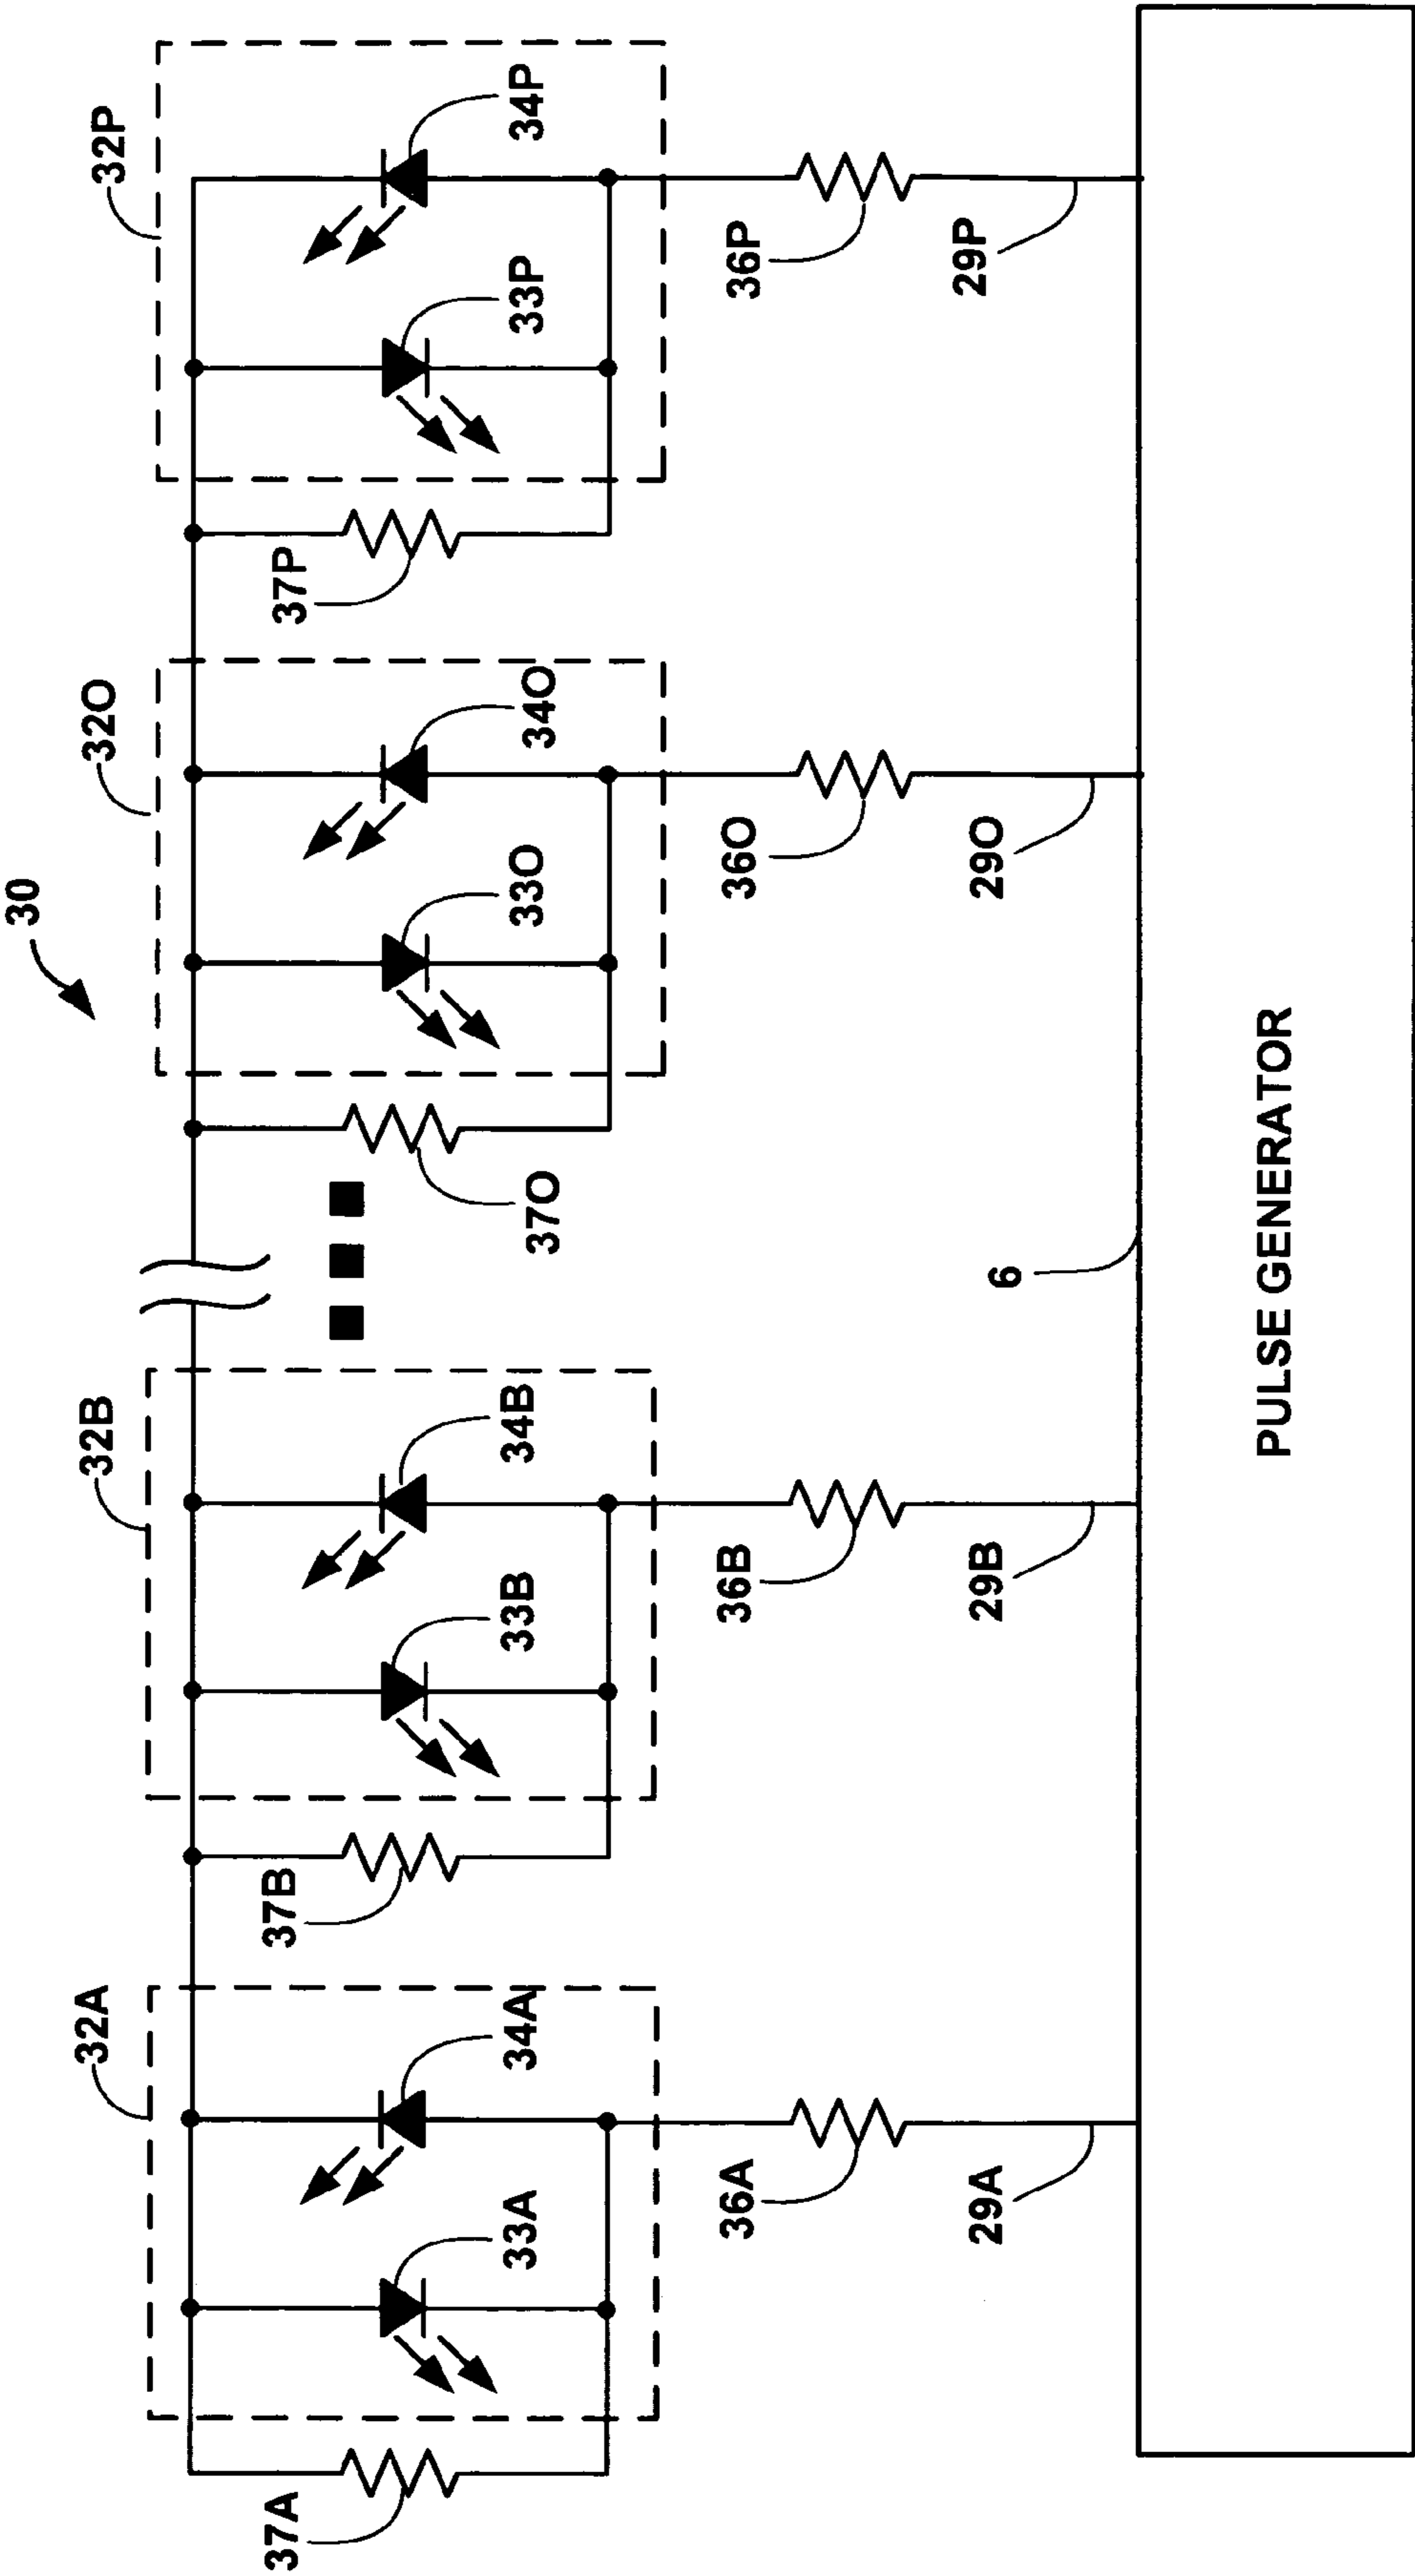 30
32A
32B
32O
32P
37A
37B
37P
33A
34A
33B
34B
37O
33O
34O
33P
34P
36A
36B
36O
36P
29A
29B
6
29O
29P
PULSE GENERATOR